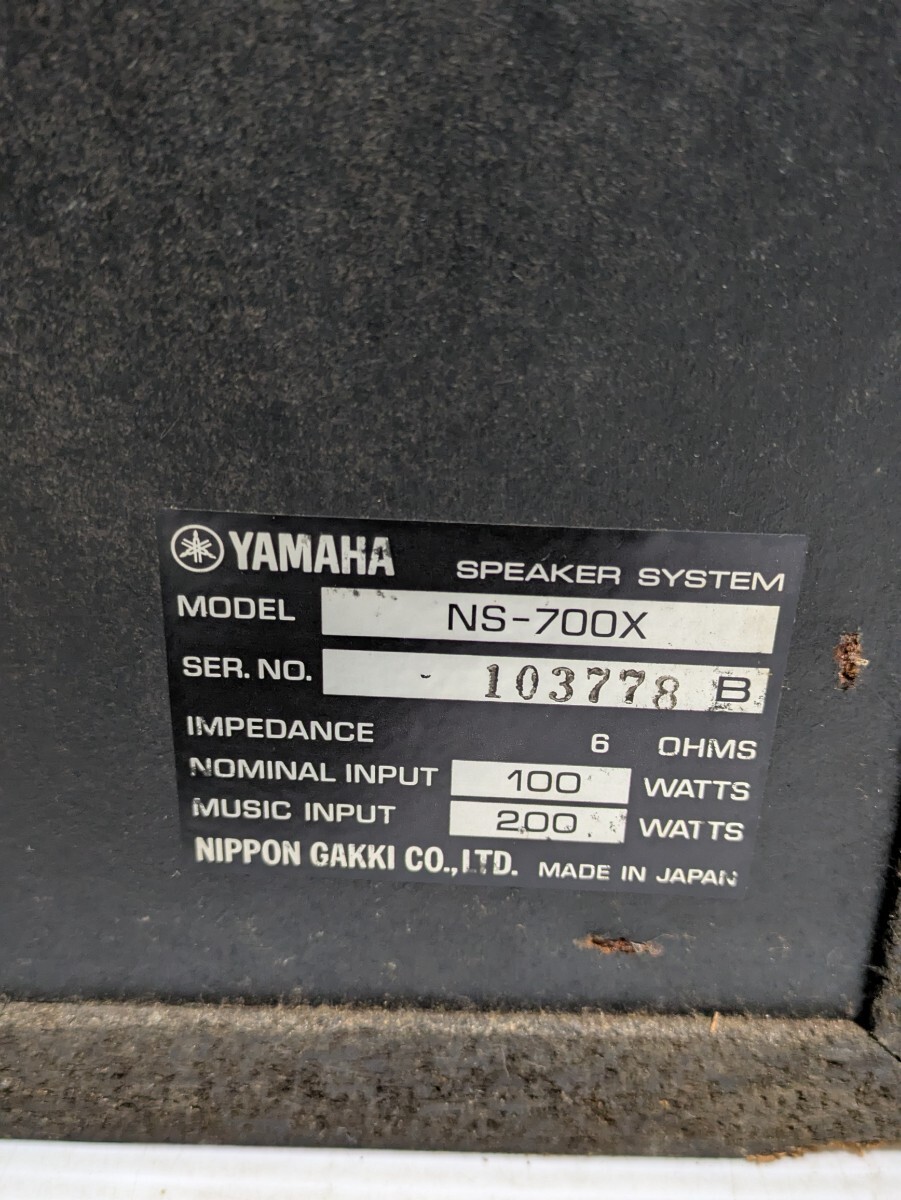 YAMAHA SPEAKER SYSTEM
MODEL NS-700X
SER. NO. - 103778 B
IMPEDANCE 6 OHMS
NOMINAL INPUT 100 WATTS
MUSIC INPUT 200 WATTS
NIPPON GAKKI CO., LTD. MADE IN JAPAN